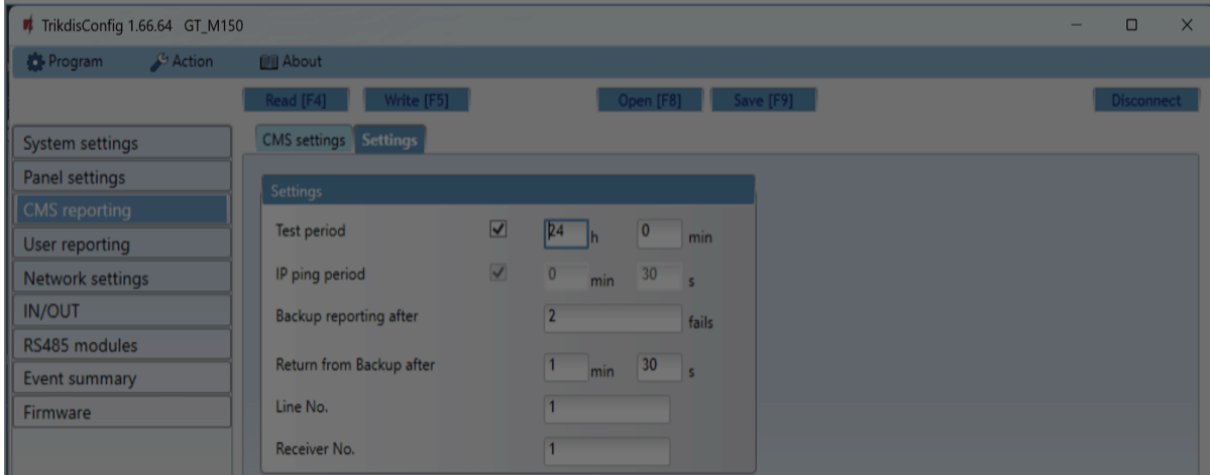 TrikdisConfig 1.66.64 GT_M150
Program Action About
Read [F4] Write [F5] Open [F8] Save [F9] Disconnect
System settings
Panel settings
CMS reporting
User reporting
Network settings
IN/OUT
RS485 modules
Event summary
Firmware
CMS settings Settings
Settings
Test period 24 h 0 min
IP ping period 0 min 30 s
Backup reporting after 2 fails
Return from Backup after 1 min 30 s
Line No. 1
Receiver No. 1